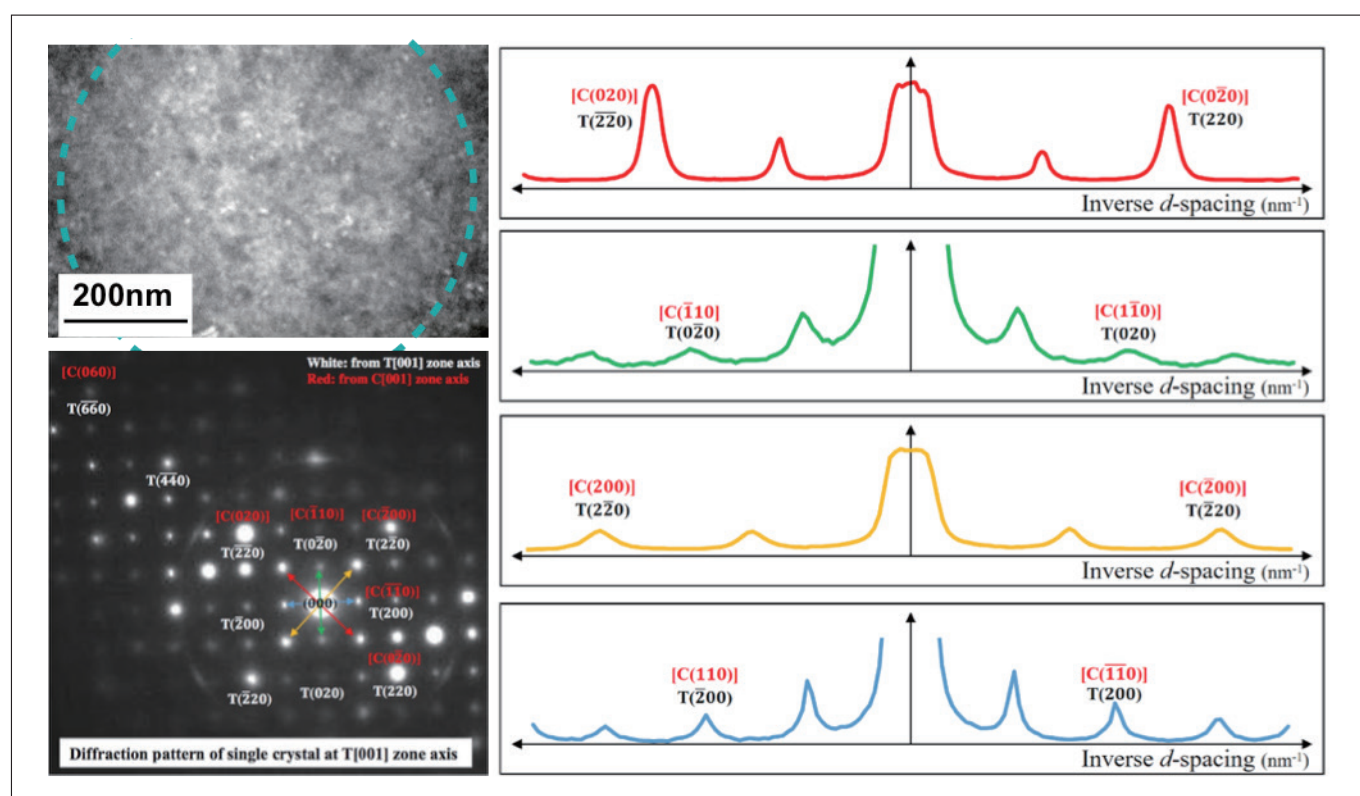 200nm
White: from T[001] zone axis
Red: from C[001] zone axis
[C(060)]
T(6̅6̅0)
T(4̅4̅0)
[C(020)] [C(1̅10)] [C(2̅00)]
T(2̅2̅0) T(02̅0) T(22̅0)
[C(1̅1̅0)]
(000) T(200)
T(2̅00)
[C(02̅0)]
T(2̅20) T(020) T(220)
Diffraction pattern of single crystal at T[001] zone axis
[C(020)] [C(02̅0)]
T(2̅2̅0) T(220)
Inverse d-spacing (nm⁻¹)
[C(1̅10] [C(11̅0)]
T(02̅0) T(020)
Inverse d-spacing (nm⁻¹)
[C(200)] [C(2̅00)]
T(22̅0) T(2̅20)
Inverse d-spacing (nm⁻¹)
[C(110)] [C(1̅1̅0)]
T(2̅00) T(200)
Inverse d-spacing (nm⁻¹)